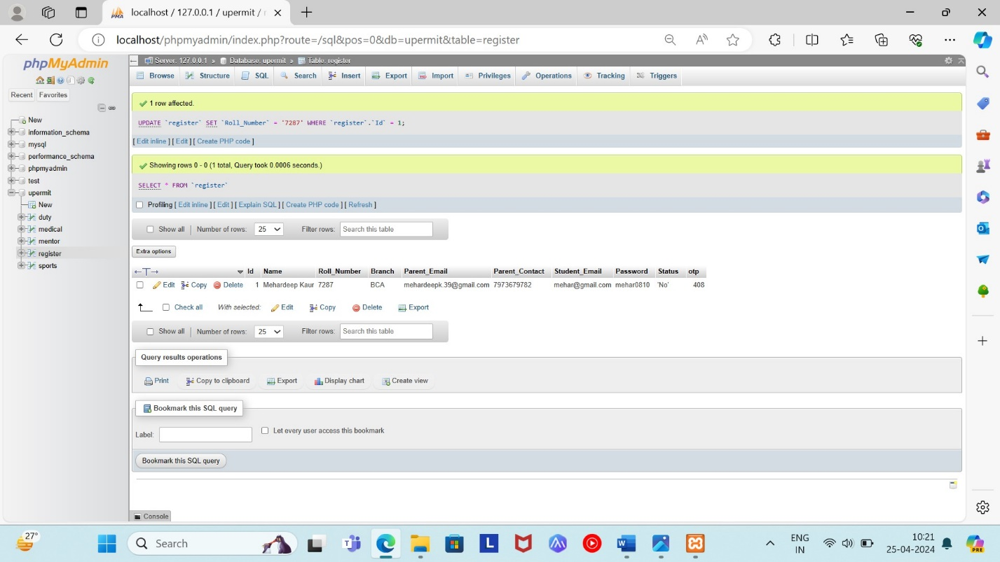 localhost / 127.0.0.1 / upermit / r
localhost/phpmyadmin/index.php?route=/sql&pos=0&db=upermit&table=register
phpMyAdmin
Recent Favorites
New
information_schema
mysql
performance_schema
phpmyadmin
test
upermit
New
duty
medical
mentor
register
sports
Server: 127.0.0.1 » Database: upermit » Table: register
Browse Structure SQL Search Insert Export Import Privileges Operations Tracking Triggers
1 row affected.
UPDATE `register` SET `Roll_Number` = '7287' WHERE `register`.`Id` = 1;
[ Edit inline ] [ Edit ] [ Create PHP code ]
Showing rows 0 - 0 (1 total, Query took 0.0006 seconds.)
SELECT * FROM `register`
Profiling [ Edit inline ] [ Edit ] [ Explain SQL ] [ Create PHP code ] [ Refresh ]
Show all Number of rows: 25 Filter rows: Search this table
Extra options
Id Name Roll_Number Branch Parent_Email Parent_Contact Student_Email Password Status otp
Edit Copy Delete 1 Mehardeep Kaur 7287 BCA mehardeepk.39@gmail.com 7973679782 mehar@gmail.com mehar0810 'No' 408
Check all With selected: Edit Copy Delete Export
Show all Number of rows: 25 Filter rows: Search this table
Query results operations
Print Copy to clipboard Export Display chart Create view
Bookmark this SQL query
Label: Let every user access this bookmark
Bookmark this SQL query
Console
27°
Search
L
W
PRE
ENG
IN
10:21
25-04-2024